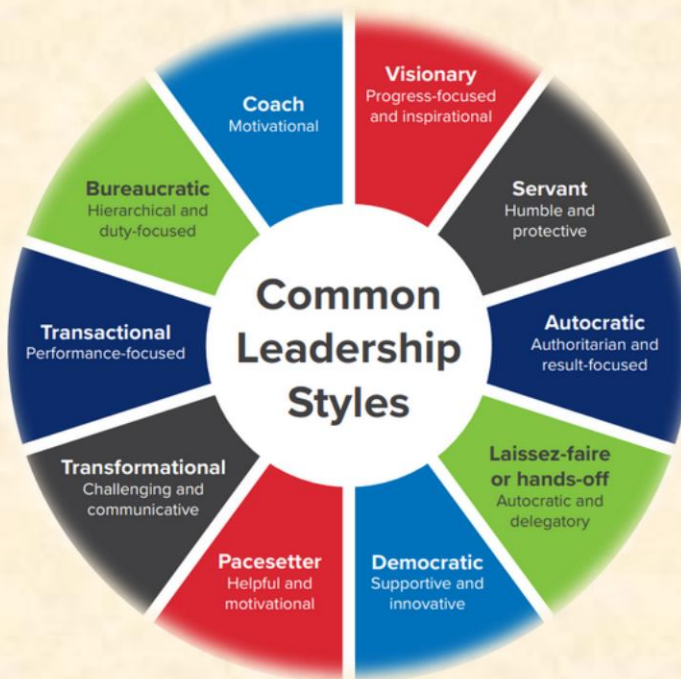 Common
Leadership
Styles
Visionary
Progress-focused
and inspirational
Servant
Humble and
protective
Autocratic
Authoritarian and
result-focused
Laissez-faire
or hands-off
Autocratic and
delegatory
Democratic
Supportive and
innovative
Pacesetter
Helpful and
motivational
Transformational
Challenging and
communicative
Transactional
Performance-focused
Bureaucratic
Hierarchical and
duty-focused
Coach
Motivational